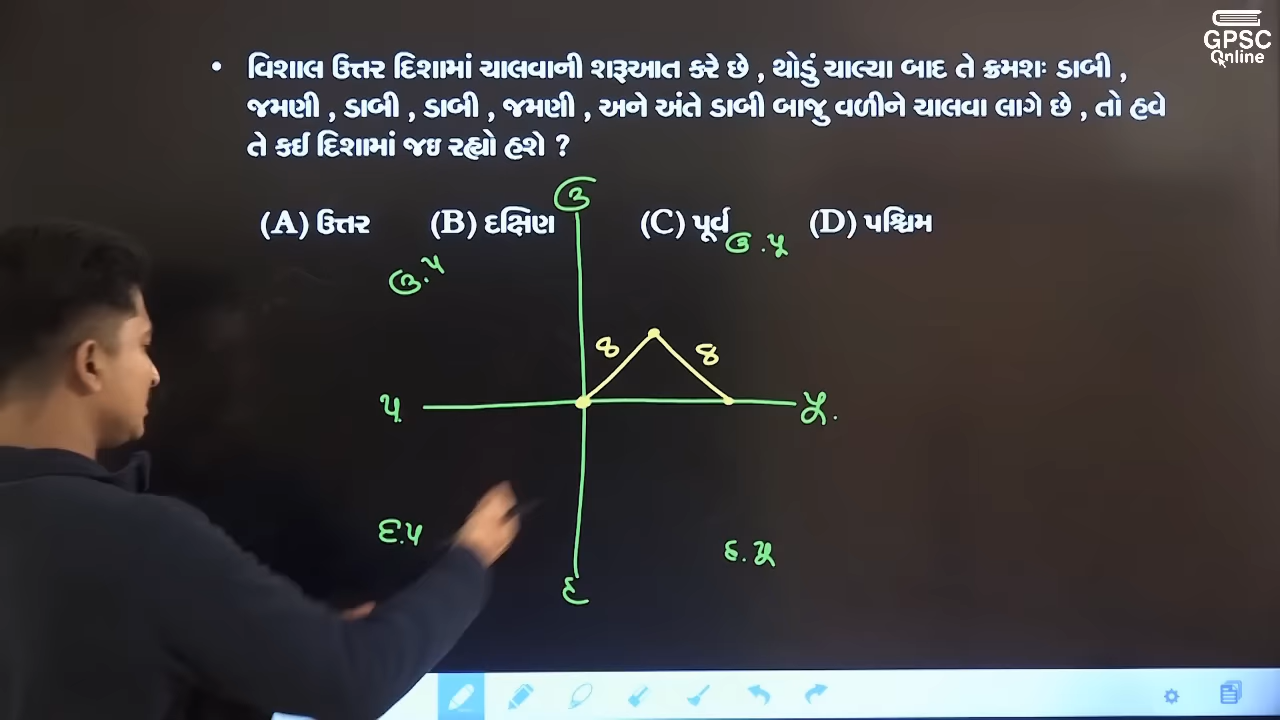 GPSC
Online
• વિશાલ ઉત્તર દિશામાં ચાલવાની શરૂઆત કરે છે , થોડું ચાલ્યા બાદ તે ક્રમશઃ ડાબી ,
જમણી , ડાબી , ડાબી , જમણી , અને અંતે ડાબી બાજુ વળીને ચાલવા લાગે છે , તો હવે
તે કઈ દિશામાં જઇ રહ્યો હશે ?
ઉ
(A) ઉત્તર (B) દક્ષિણ (C) પૂર્વ (D) પશ્ચિમ
ઉ.પ ઉ.પૂ
8 8
પ પૂ.
દ.પ દ.પૂ
દ